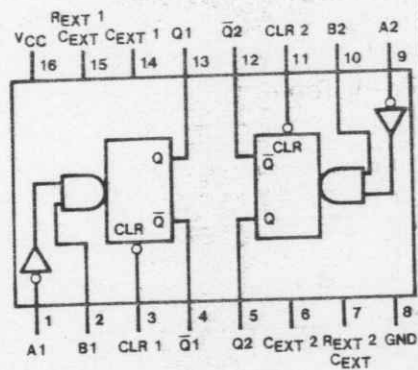 REXT 1
VCC CEXT CEXT 1 Q1 Q̅2 CLR 2 B2 A2
16 15 14 13 12 11 10 9
Q Q̅ CLR
CLR Q̅ Q
1 2 3 4 5 6 7 8
A1 B1 CLR 1 Q̅1 Q2 CEXT 2 REXT 2 GND
CEXT